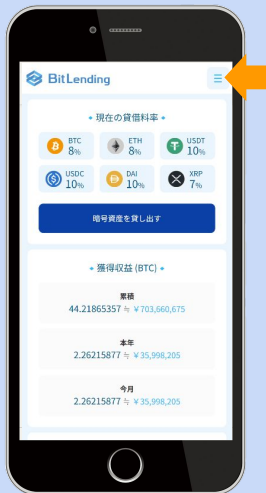 BitLending
• 現在の貸借料率 •
BTC
8%
ETH
8%
USDT
10%
USDC
10%
DAI
10%
XRP
7%
暗号資産を貸し出す
• 獲得収益 (BTC) •
累積
44.21865357 ≒ ¥703,660,675
本年
2.26215877 ≒ ¥35,998,205
今月
2.26215877 ≒ ¥35,998,205